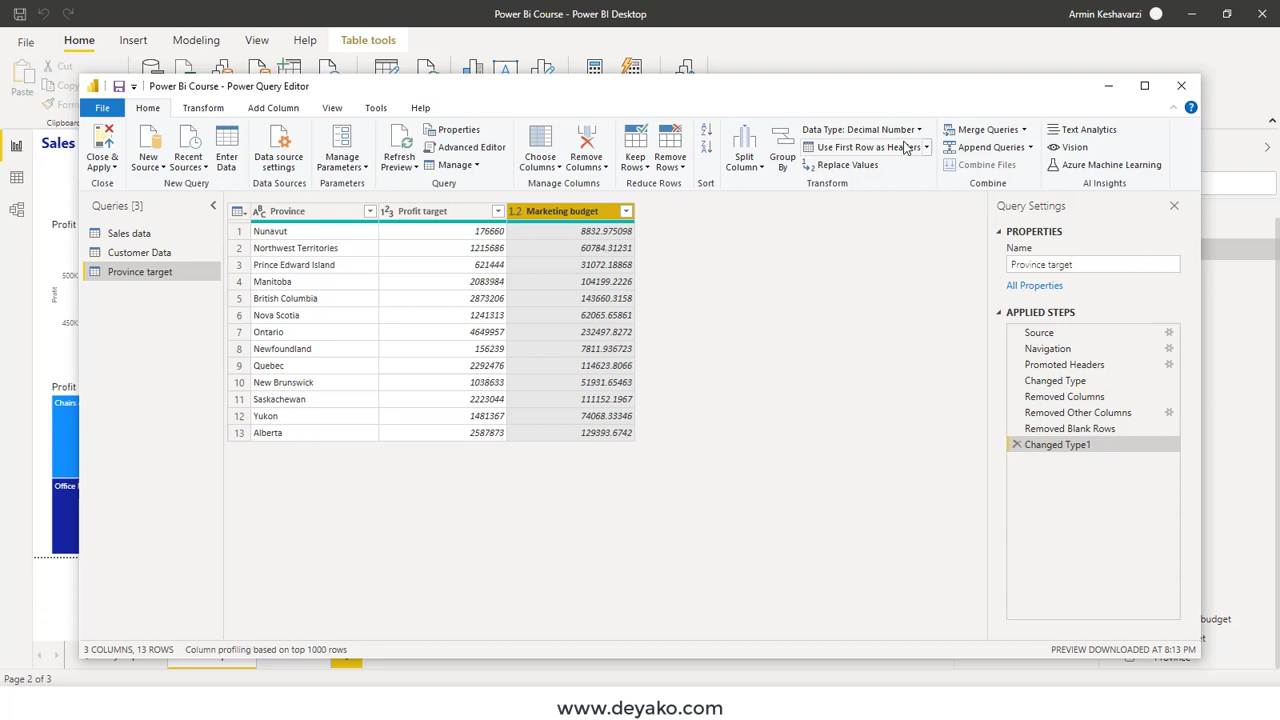 Power Bi Course - Power BI Desktop
Armin Keshavarzi
File
Home
Insert
Modeling
View
Help
Table tools
Paste
Cut
Copy
Clipboard
Sales
Profit
500K
Profit
450K
Profit
Chairs
Office
Power Bi Course - Power Query Editor
File
Home
Transform
Add Column
View
Tools
Help
Close &
Apply
Close
New
Source
Recent
Sources
Enter
Data
New Query
Data source
settings
Data Sources
Manage
Parameters
Parameters
Refresh
Preview
Properties
Advanced Editor
Manage
Query
Choose
Columns
Remove
Columns
Manage Columns
Keep
Rows
Remove
Rows
Reduce Rows
Sort
Split
Column
Group
By
Data Type: Decimal Number
Use First Row as Headers
Replace Values
Transform
Merge Queries
Append Queries
Combine Files
Combine
Text Analytics
Vision
Azure Machine Learning
AI Insights
Queries [3]
Sales data
Customer Data
Province target
Province Profit target Marketing budget
1 Nunavut 176660 8832.975098
2 Northwest Territories 1215686 60784.31231
3 Prince Edward Island 621444 31072.18868
4 Manitoba 2083984 104199.2226
5 British Columbia 2873206 143660.3158
6 Nova Scotia 1241313 62065.65861
7 Ontario 4649957 232497.8272
8 Newfoundland 156239 7811.936723
9 Quebec 2292476 114623.8066
10 New Brunswick 1038633 51931.65463
11 Saskachewan 2223044 111152.1967
12 Yukon 1481367 74068.33346
13 Alberta 2587873 129393.6742
Query Settings
PROPERTIES
Name
Province target
All Properties
APPLIED STEPS
Source
Navigation
Promoted Headers
Changed Type
Removed Columns
Removed Other Columns
Removed Blank Rows
Changed Type1
3 COLUMNS, 13 ROWS Column profiling based on top 1000 rows
PREVIEW DOWNLOADED AT 8:13 PM
Page 2 of 3
www.deyako.com